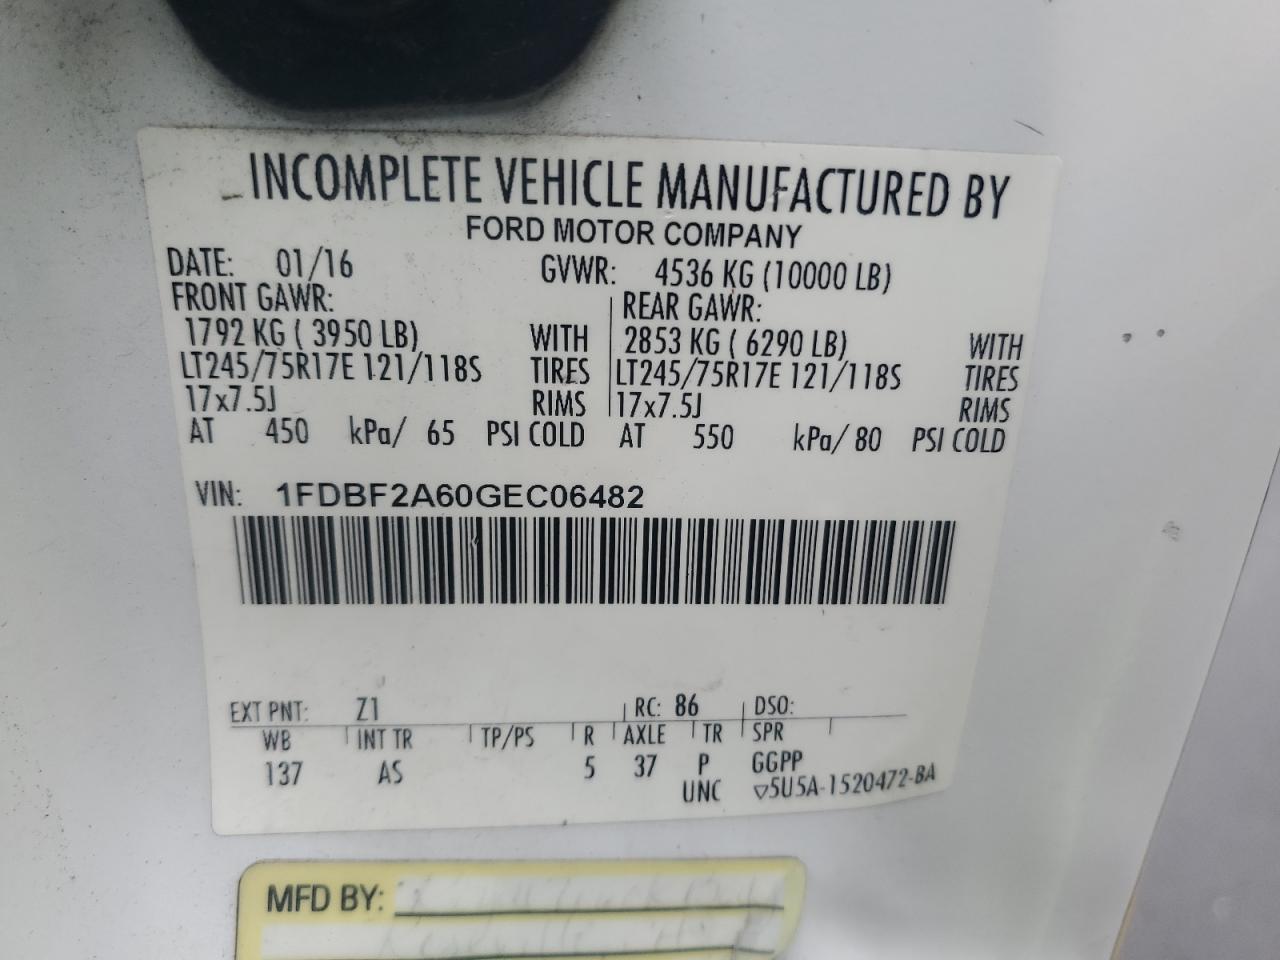 INCOMPLETE VEHICLE MANUFACTURED BY
FORD MOTOR COMPANY
DATE: 01/16 GVWR: 4536 KG (10000 LB)
FRONT GAWR: REAR GAWR:
1792 KG ( 3950 LB) WITH 2853 KG ( 6290 LB) WITH
LT245/75R17E 121/118S TIRES LT245/75R17E 121/118S TIRES
17x7.5J RIMS 17x7.5J RIMS
AT 450 kPa/ 65 PSI COLD AT 550 kPa/ 80 PSI COLD
VIN: 1FDBF2A60GEC06482
EXT PNT: Z1 RC: 86 DSO:
WB INT TR TP/PS R AXLE TR SPR
137 AS 5 37 P GGPP
UNC ▽5U5A-1520472-BA
MFD BY: